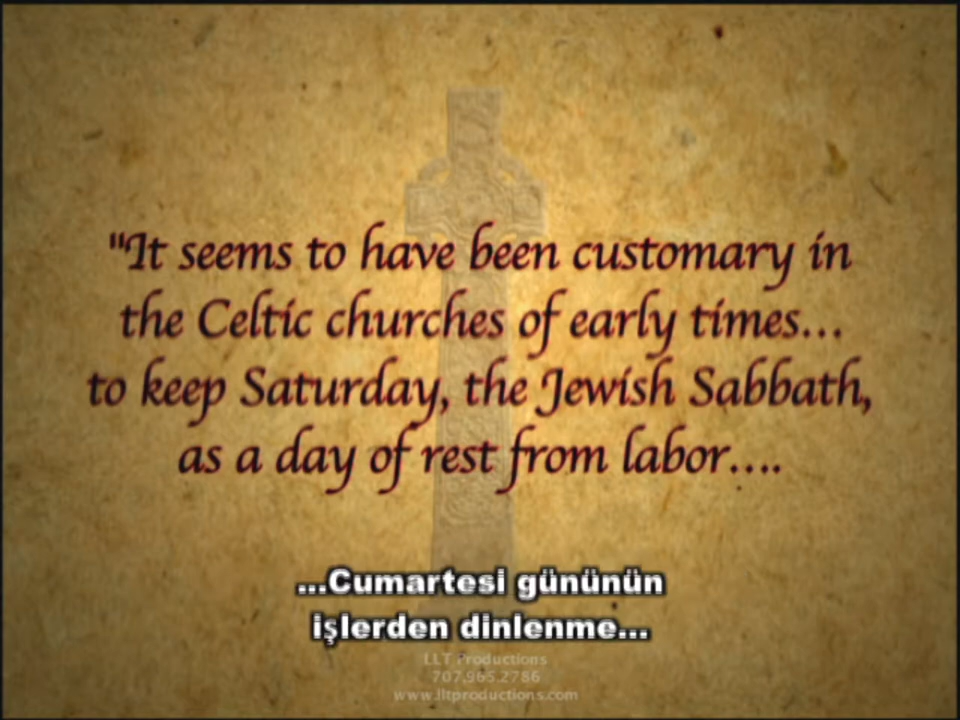 "It seems to have been customary in
the Celtic churches of early times...
to keep Saturday, the Jewish Sabbath,
as a day of rest from labor....
...Cumartesi gününün
işlerden dinlenme...
LLT Productions
707.965.2786
www.lltproductions.com